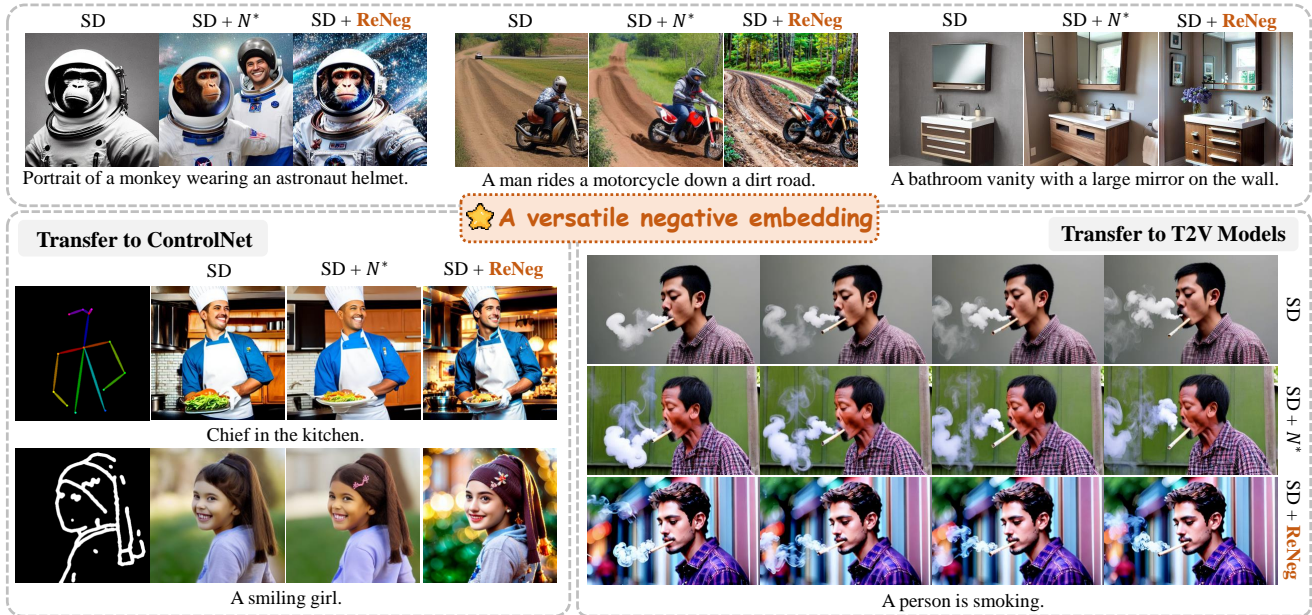 SD SD + N* SD + ReNeg
SD SD + N* SD + ReNeg
SD SD + N* SD + ReNeg
Portrait of a monkey wearing an astronaut helmet.
A man rides a motorcycle down a dirt road.
A bathroom vanity with a large mirror on the wall.
A versatile negative embedding
Transfer to ControlNet
SD SD + N* SD + ReNeg
Chief in the kitchen.
A smiling girl.
Transfer to T2V Models
SD
SD + N*
SD + ReNeg
A person is smoking.